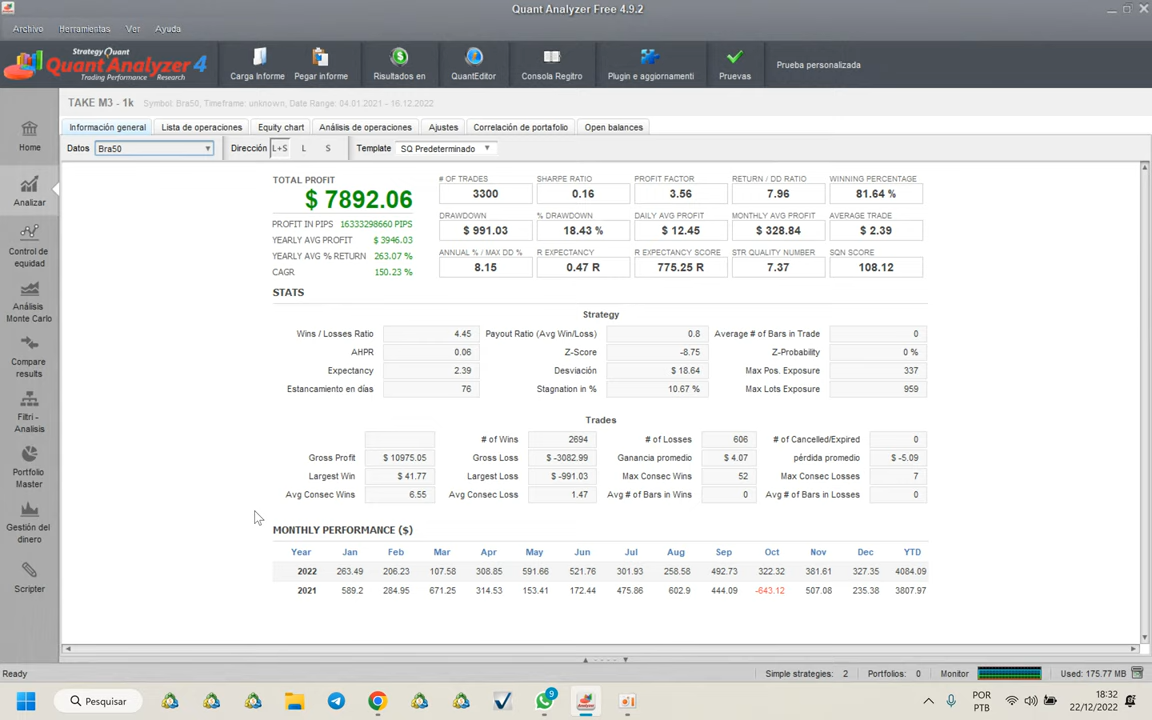 Quant Analyzer Free 4.9.2
Archivo Herramientas Ver Ayuda
Strategy Quant
QuantAnalyzer 4
Trading Performance Research
Carga Informe
Pegar informe
Risultados en
QuantEditor
Consola Regitro
Plugin e aggiornamenti
Pruevas
Prueba personalizada
TAKE M3 - 1k Symbol: Bra50, Timeframe: unknown, Date Range: 04.01.2021 - 16.12.2022
Información general Lista de operaciones Equity chart Análisis de operaciones Ajustes Correlación de portafolio Open balances
Datos Bra50 Dirección L+S L S Template SQ Predeterminado
Home
Analizar
Control de
equidad
Análisis
Monte Carlo
Compare
results
Filtri -
Analisis
Portfolio
Master
Gestión del
dinero
Scripter
TOTAL PROFIT
$ 7892.06
PROFIT IN PIPS 16333298660 PIPS
YEARLY AVG PROFIT $ 3946.03
YEARLY AVG % RETURN 263.07 %
CAGR 150.23 %
# OF TRADES SHARPE RATIO PROFIT FACTOR RETURN / DD RATIO WINNING PERCENTAGE
3300 0.16 3.56 7.96 81.64 %
DRAWDOWN % DRAWDOWN DAILY AVG PROFIT MONTHLY AVG PROFIT AVERAGE TRADE
$ 991.03 18.43 % $ 12.45 $ 328.84 $ 2.39
ANNUAL % / MAX DD % R EXPECTANCY R EXPECTANCY SCORE STR QUALITY NUMBER SQN SCORE
8.15 0.47 R 775.25 R 7.37 108.12
STATS
Strategy
Wins / Losses Ratio 4.45 Payout Ratio (Avg Win/Loss) 0.8 Average # of Bars in Trade 0
AHPR 0.06 Z-Score -8.75 Z-Probability 0 %
Expectancy 2.39 Desviación $ 18.64 Max Pos. Exposure 337
Estancamiento en días 76 Stagnation in % 10.67 % Max Lots Exposure 959
Trades
# of Wins 2694 # of Losses 606 # of Cancelled/Expired 0
Gross Profit $ 10975.05 Gross Loss $ -3082.99 Ganancia promedio $ 4.07 pérdida promedio $ -5.09
Largest Win $ 41.77 Largest Loss $ -991.03 Max Consec Wins 52 Max Consec Losses 7
Avg Consec Wins 6.55 Avg Consec Loss 1.47 Avg # of Bars in Wins 0 Avg # of Bars in Losses 0
MONTHLY PERFORMANCE ($)
Year Jan Feb Mar Apr May Jun Jul Aug Sep Oct Nov Dec YTD
2022 263.49 206.23 107.58 308.85 591.66 521.76 301.93 258.58 492.73 322.32 381.61 327.35 4084.09
2021 589.2 284.95 671.25 314.53 153.41 172.44 475.86 602.9 444.09 -643.12 507.08 235.38 3807.97
Ready Simple strategies: 2 Portfolios: 0 Monitor Used: 175.77 MB
Pesquisar
9
POR
PTB
18:32
22/12/2022